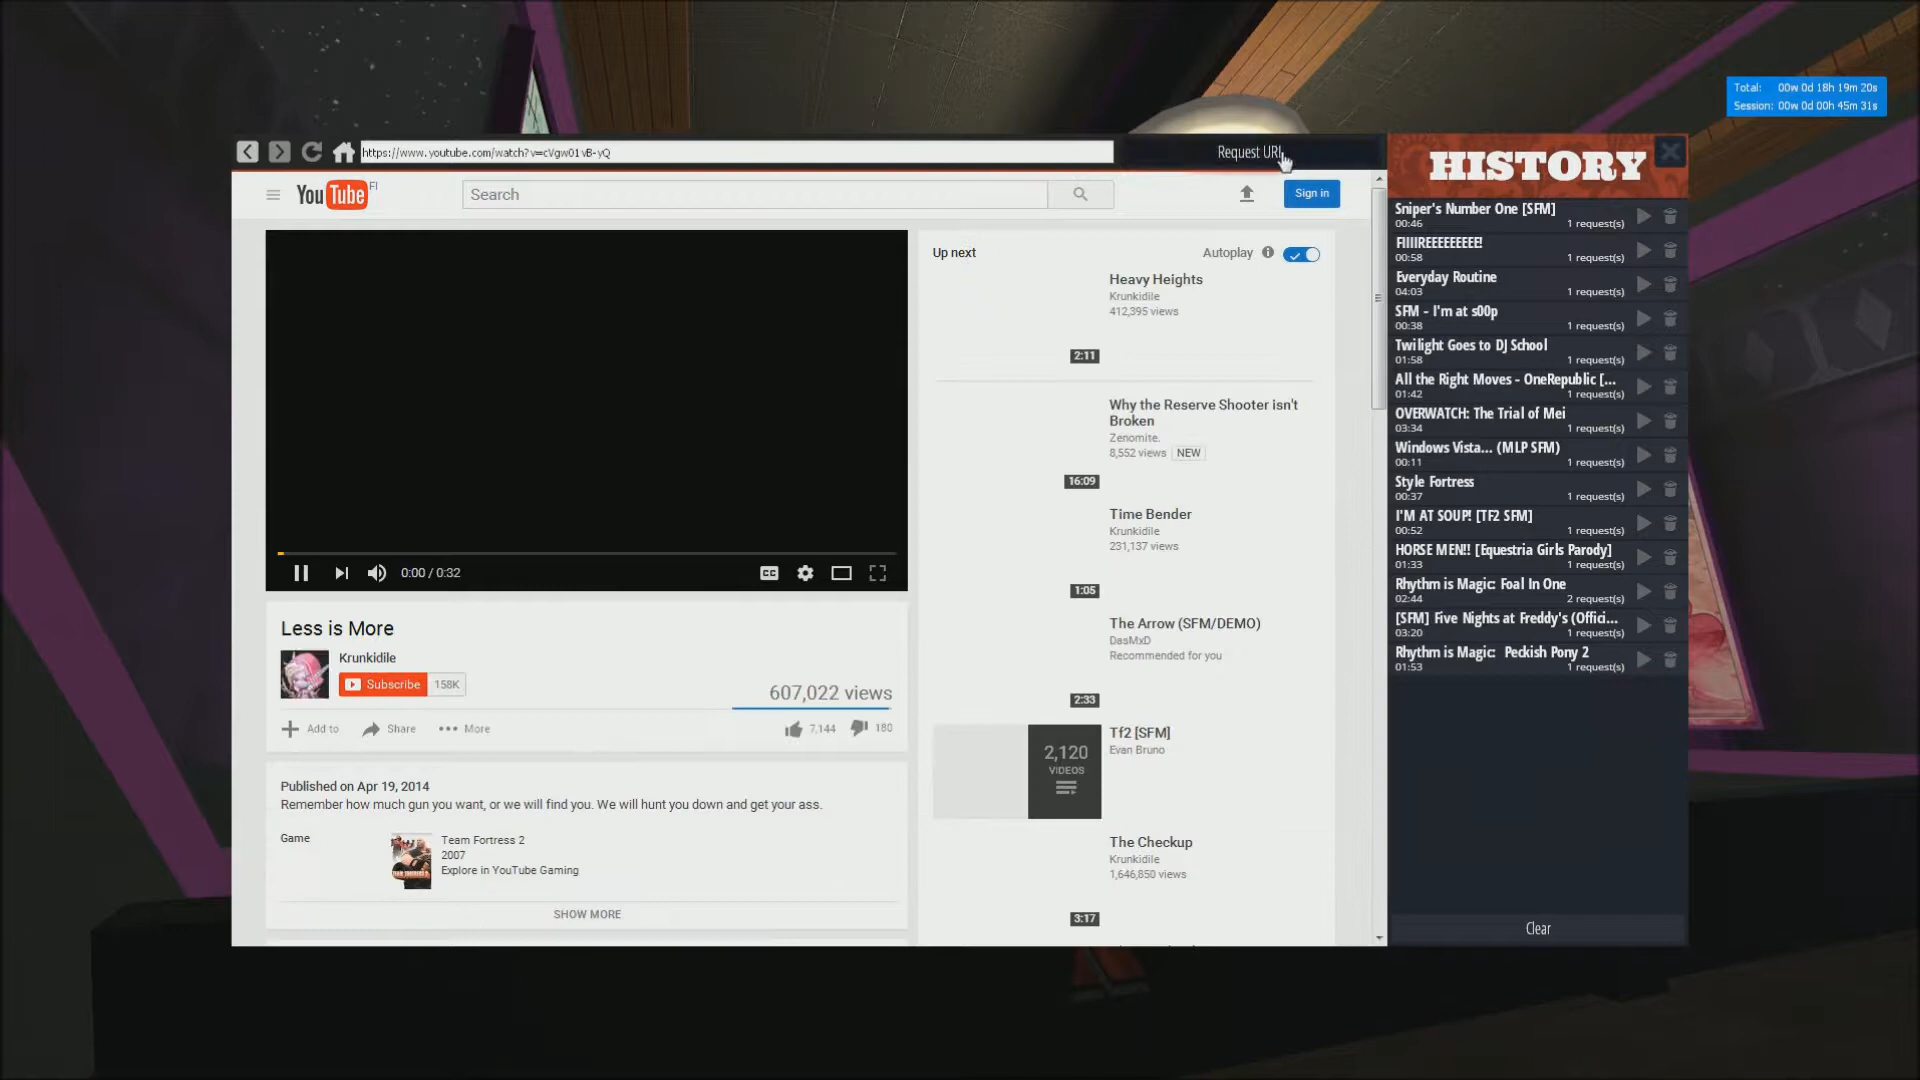 Total: 00w 0d 18h 19m 20s
Session: 00w 0d 00h 45m 31s
https://www.youtube.com/watch?v=cVgw01vB-yQ
Request URL
HISTORY
YouTube FI
Search
Sign in
Up next
Autoplay
Heavy Heights
Krunkidile
412,395 views
2:11
Why the Reserve Shooter isn't
Broken
Zenomite.
8,552 views NEW
16:09
Time Bender
Krunkidile
231,137 views
1:05
The Arrow (SFM/DEMO)
DasMxD
Recommended for you
2:33
2,120
VIDEOS
Tf2 [SFM]
Evan Bruno
The Checkup
Krunkidile
1,646,850 views
3:17
0:00 / 0:32
CC
Less is More
Krunkidile
Subscribe 158K
607,022 views
Add to Share More
7,144 180
Published on Apr 19, 2014
Remember how much gun you want, or we will find you. We will hunt you down and get your ass.
Game
Team Fortress 2
2007
Explore in YouTube Gaming
SHOW MORE
Sniper's Number One [SFM]
00:46 1 request(s)
FIIIIREEEEEEEEE!
00:58 1 request(s)
Everyday Routine
04:03 1 request(s)
SFM - I'm at s00p
00:38 1 request(s)
Twilight Goes to DJ School
01:58 1 request(s)
All the Right Moves - OneRepublic [...
01:42 1 request(s)
OVERWATCH: The Trial of Mei
03:34 1 request(s)
Windows Vista... (MLP SFM)
00:11 1 request(s)
Style Fortress
00:37 1 request(s)
I'M AT SOUP! [TF2 SFM]
00:52 1 request(s)
HORSE MEN!! [Equestria Girls Parody]
01:33 1 request(s)
Rhythm is Magic: Foal In One
02:44 2 request(s)
[SFM] Five Nights at Freddy's (Offici...
03:20 1 request(s)
Rhythm is Magic: Peckish Pony 2
01:53 1 request(s)
Clear